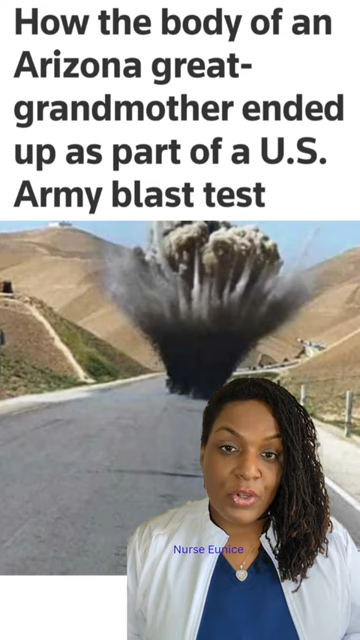 How the body of an
Arizona great-
grandmother ended
up as part of a U.S.
Army blast test
Nurse Eunice